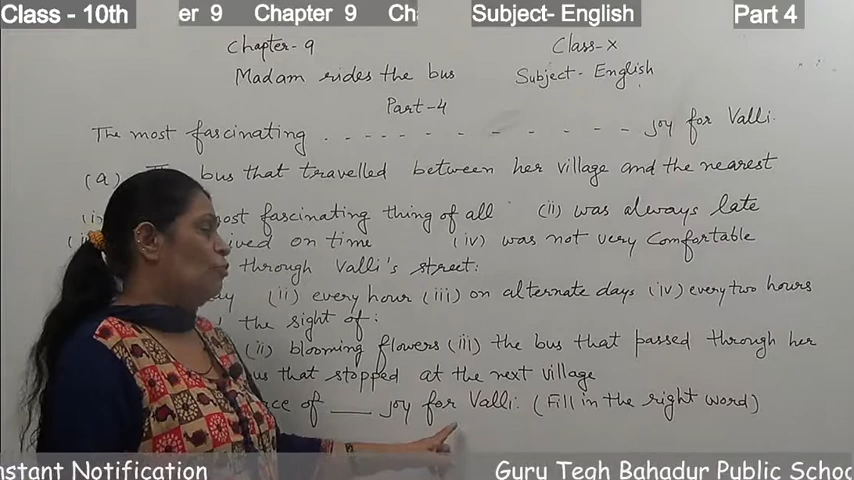 Class - 10th er 9 Chapter 9 Ch Subject- English Part 4
Chapter- 9 Class-X
Madam rides the bus Subject- English
Part-4
The most fascinating - - - - - - - - - - - - joy for Valli.
(a) bus that travelled between her village and the nearest
(i) most fascinating thing of all (ii) was always late
ived on time (iv) was not very comfortable
through Valli's street:
ay (ii) every hour (iii) on alternate days (iv) every two hours
the sight of:
(ii) blooming flowers (iii) the bus that passed through her
us that stopped at the next village
ce of ___ joy for Valli. (Fill in the right word)
nstant Notification Guru Tegh Bahadur Public Schoo